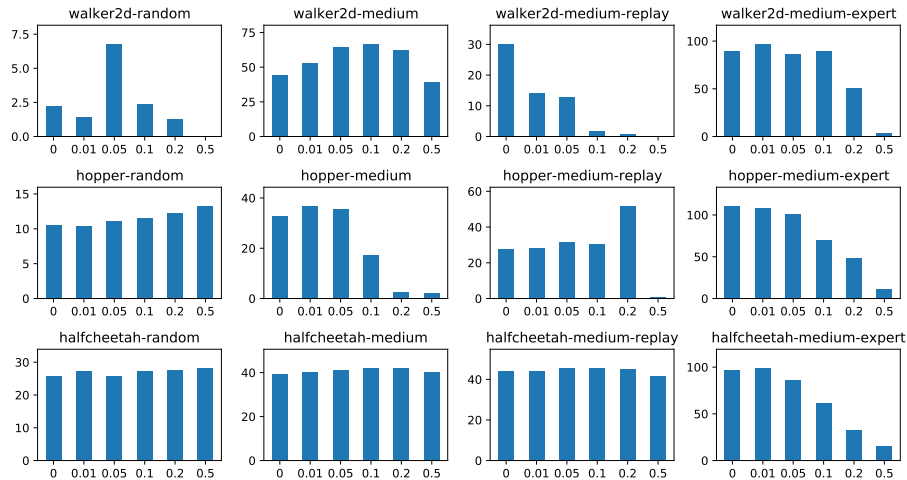 walker2d-random
7.5
5.0
2.5
0.0
0 0.01 0.05 0.1 0.2 0.5
walker2d-medium
75
50
25
0
0 0.01 0.05 0.1 0.2 0.5
walker2d-medium-replay
30
20
10
0
0 0.01 0.05 0.1 0.2 0.5
walker2d-medium-expert
100
50
0
0 0.01 0.05 0.1 0.2 0.5
hopper-random
15
10
5
0
0 0.01 0.05 0.1 0.2 0.5
hopper-medium
40
20
0
0 0.01 0.05 0.1 0.2 0.5
hopper-medium-replay
60
40
20
0
0 0.01 0.05 0.1 0.2 0.5
hopper-medium-expert
100
50
0
0 0.01 0.05 0.1 0.2 0.5
halfcheetah-random
30
20
10
0
0 0.01 0.05 0.1 0.2 0.5
halfcheetah-medium
40
20
0
0 0.01 0.05 0.1 0.2 0.5
halfcheetah-medium-replay
40
20
0
0 0.01 0.05 0.1 0.2 0.5
halfcheetah-medium-expert
100
50
0
0 0.01 0.05 0.1 0.2 0.5